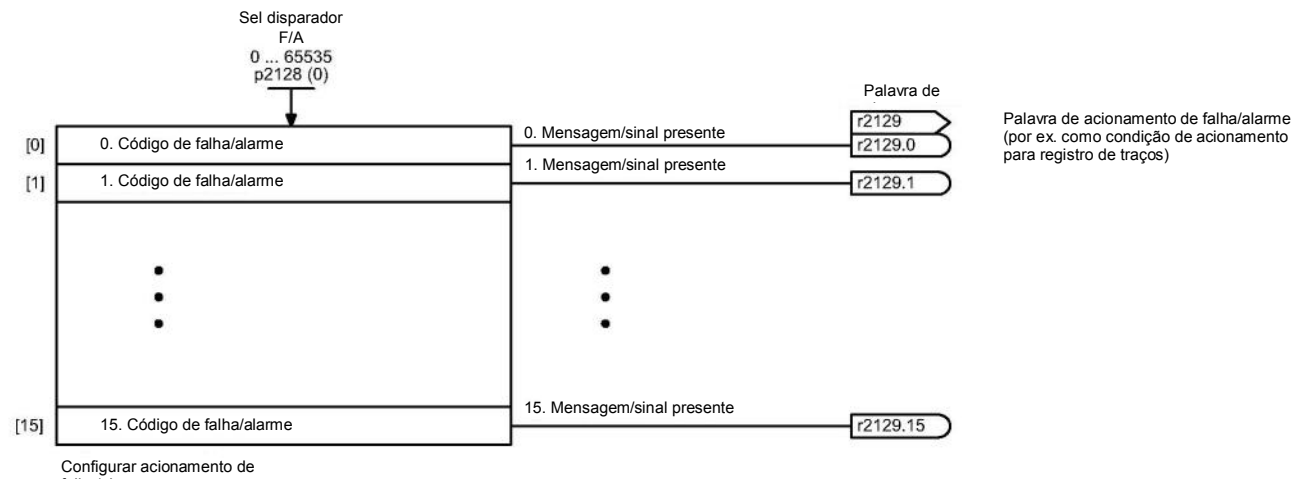 Sel disparador
F/A
0 ... 65535
p2128 (0)
Palavra de
r2129
Palavra de acionamento de falha/alarme
(por ex. como condição de acionamento
para registro de traços)
[0]
0. Código de falha/alarme
0. Mensagem/sinal presente
r2129.0
[1]
1. Código de falha/alarme
1. Mensagem/sinal presente
r2129.1
[15]
15. Código de falha/alarme
15. Mensagem/sinal presente
r2129.15
Configurar acionamento de